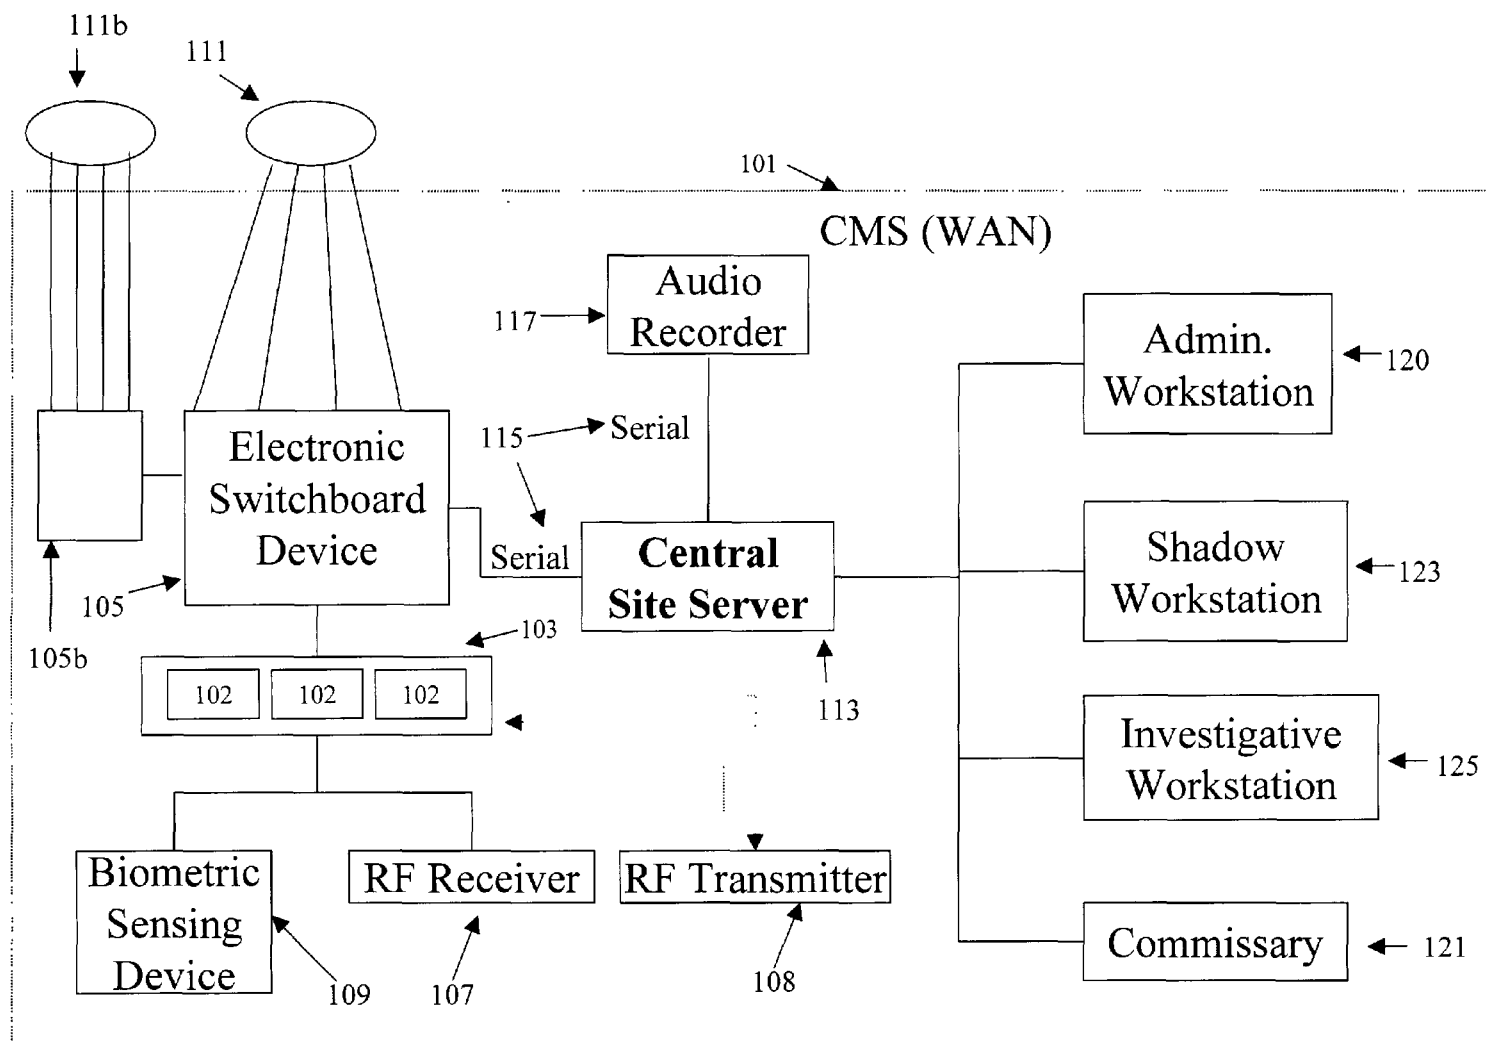 111b
111
101
CMS (WAN)
Audio
Recorder
117
Admin.
Workstation
120
Serial
115
Electronic
Switchboard
Device
Serial
Central
Site Server
Shadow
Workstation
123
105
105b
103
102 102 102
113
Investigative
Workstation
125
Biometric
Sensing
Device
RF Receiver
RF Transmitter
109
107
108
Commissary
121